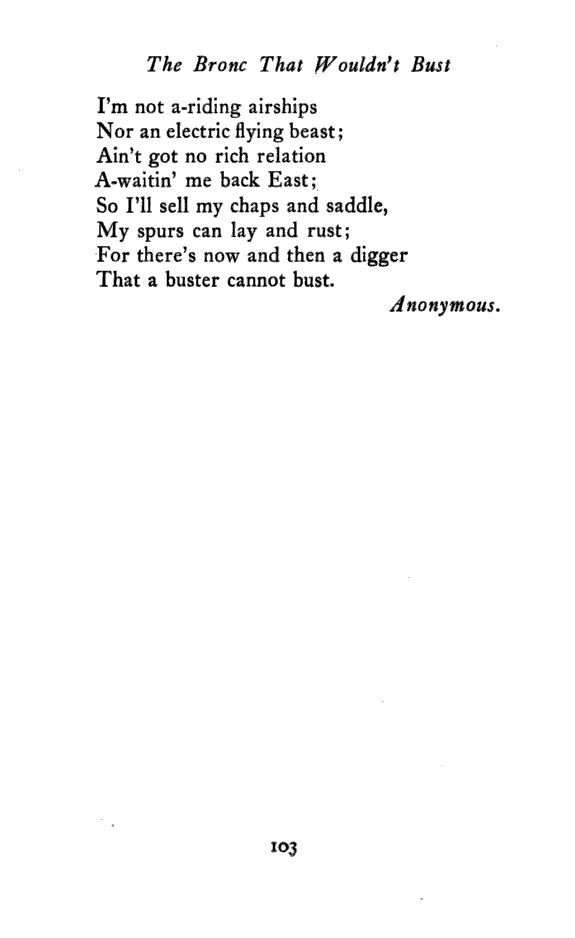 The Bronc That Wouldn't Bust
I'm not a-riding airships
Nor an electric flying beast;
Ain't got no rich relation
A-waitin' me back East;
So I'll sell my chaps and saddle,
My spurs can lay and rust;
For there's now and then a digger
That a buster cannot bust.
Anonymous.
103